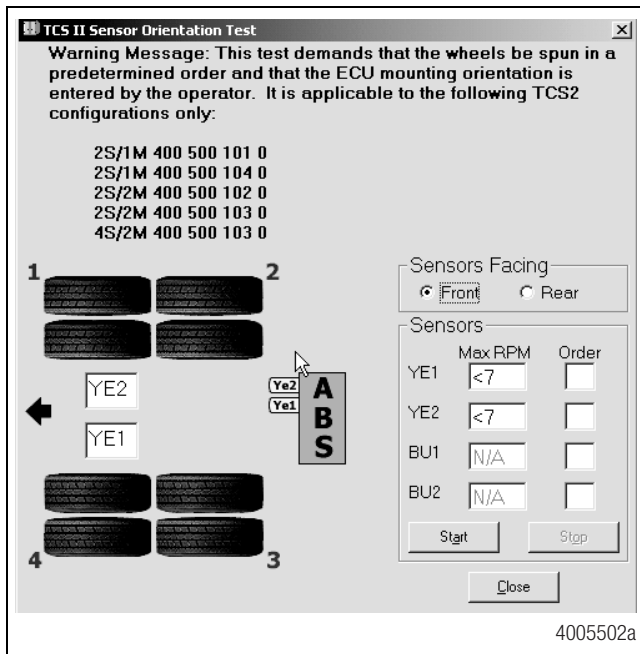 TCS II Sensor Orientation Test
Warning Message: This test demands that the wheels be spun in a
predetermined order and that the ECU mounting orientation is
entered by the operator. It is applicable to the following TCS2
configurations only:
2S/1M 400 500 101 0
2S/1M 400 500 104 0
2S/2M 400 500 102 0
2S/2M 400 500 103 0
4S/2M 400 500 103 0
1
2
YE2
YE1
Ye2
Ye1
A
B
S
4
3
Sensors Facing
Front
Rear
Sensors
Max RPM Order
YE1 <7
YE2 <7
BU1 N/A
BU2 N/A
Start
Stop
Close
4005502a